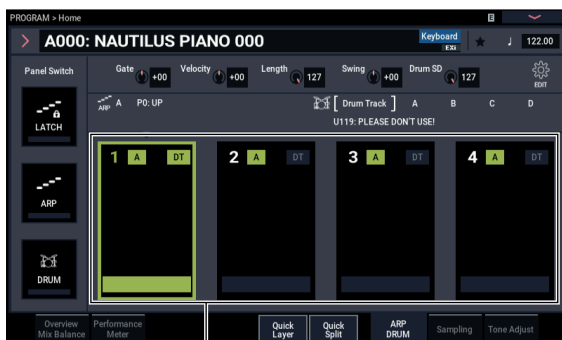 PROGRAM > Home
E
A000: NAUTILUS PIANO 000
Keyboard
EXi
♩ 122.00
Panel Switch
Gate +00 Velocity +00 Length 127 Swing +00 Drum SD 127
EDIT
ARP A P0: UP
[ Drum Track ] A B C D
U119: PLEASE DON'T USE!
LATCH
ARP
DRUM
1 A DT 2 A DT 3 A DT 4 A DT
Overview Mix Balance
Performance Meter
Quick Layer
Quick Split
ARP DRUM
Sampling
Tone Adjust